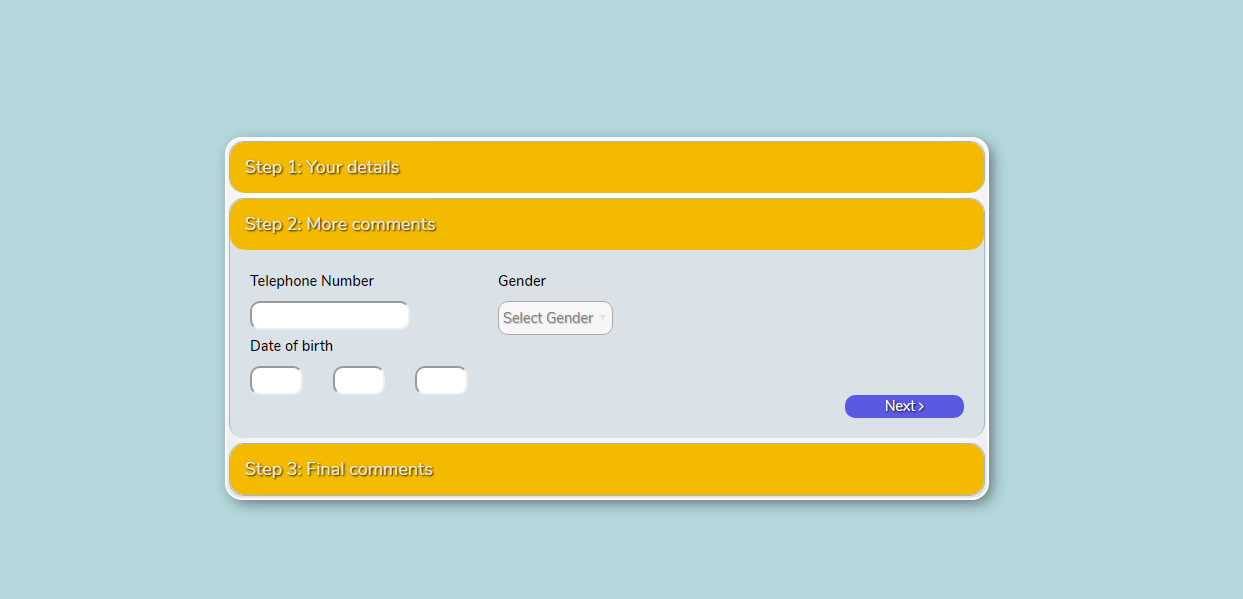 Step 1: Your details
Step 2: More comments
Telephone Number
Gender
Select Gender
Date of birth
Next >
Step 3: Final comments